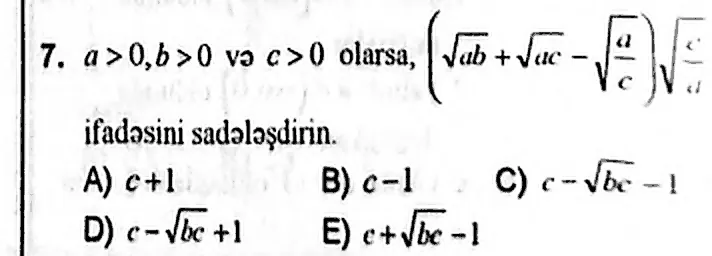 7. a > 0, b > 0 və c > 0 olarsa, (√ab + √ac − √(a/c)) √(c/a)
ifadəsini sadələşdirin.
A) c+1 B) c−1 C) c−√bc −1
D) c−√bc +1 E) c+√bc −1